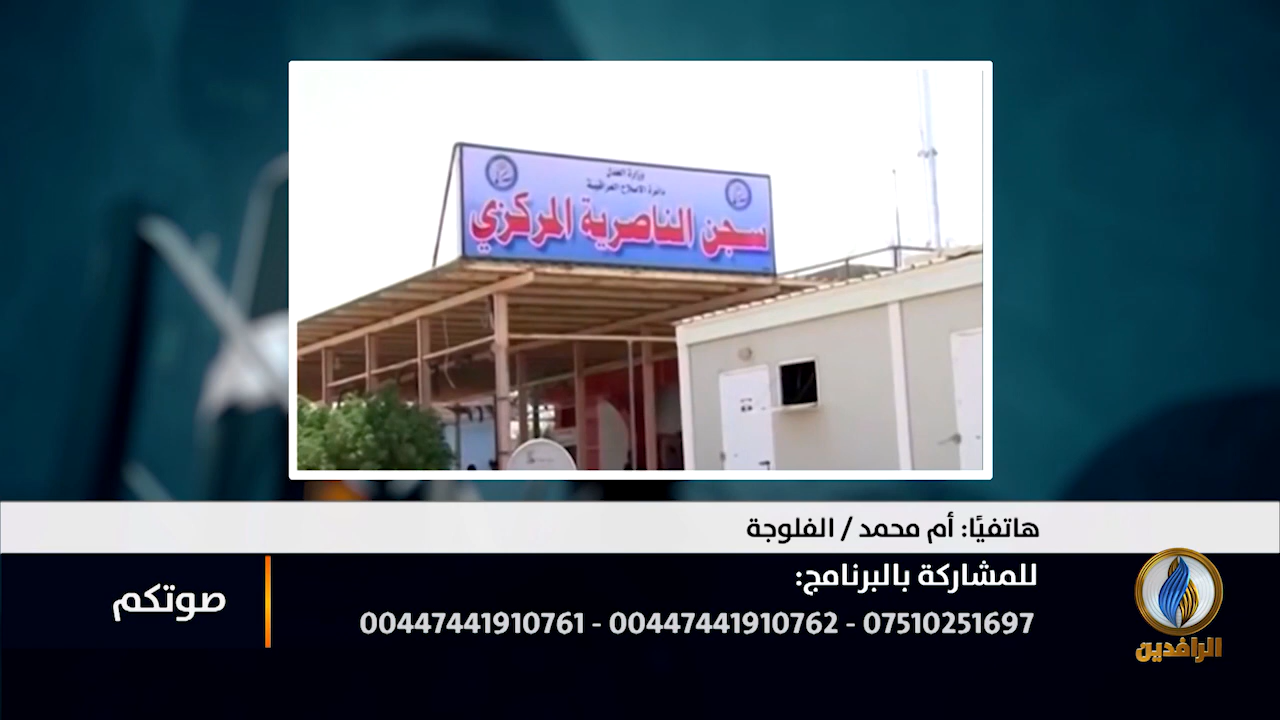 وزارة العدل
دائرة الاصلاح العراقية
سجن الناصرية المركزي
هاتفيًا: أم محمد / الفلوجة
للمشاركة بالبرنامج:
00447441910761 - 00447441910762 - 07510251697
صوتكم
الرافدين